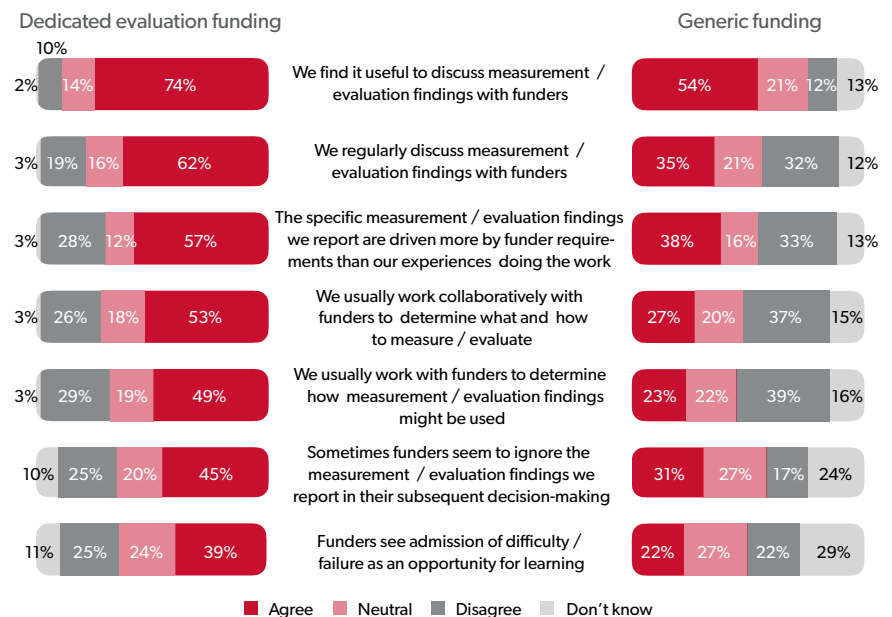 Dedicated evaluation funding
Generic funding
10%
2%
14%
74%
We find it useful to discuss measurement /
evaluation findings with funders
54%
21%
12%
13%
3%
19%
16%
62%
We regularly discuss measurement /
evaluation findings with funders
35%
21%
32%
12%
3%
28%
12%
57%
The specific measurement / evaluation findings
we report are driven more by funder require-
ments than our experiences doing the work
38%
16%
33%
13%
3%
26%
18%
53%
We usually work collaboratively with
funders to determine what and how
to measure / evaluate
27%
20%
37%
15%
3%
29%
19%
49%
We usually work with funders to determine
how measurement / evaluation findings
might be used
23%
22%
39%
16%
10%
25%
20%
45%
Sometimes funders seem to ignore the
measurement / evaluation findings we
report in their subsequent decision-making
31%
27%
17%
24%
11%
25%
24%
39%
Funders see admission of difficulty /
failure as an opportunity for learning
22%
27%
22%
29%
Agree
Neutral
Disagree
Don't know